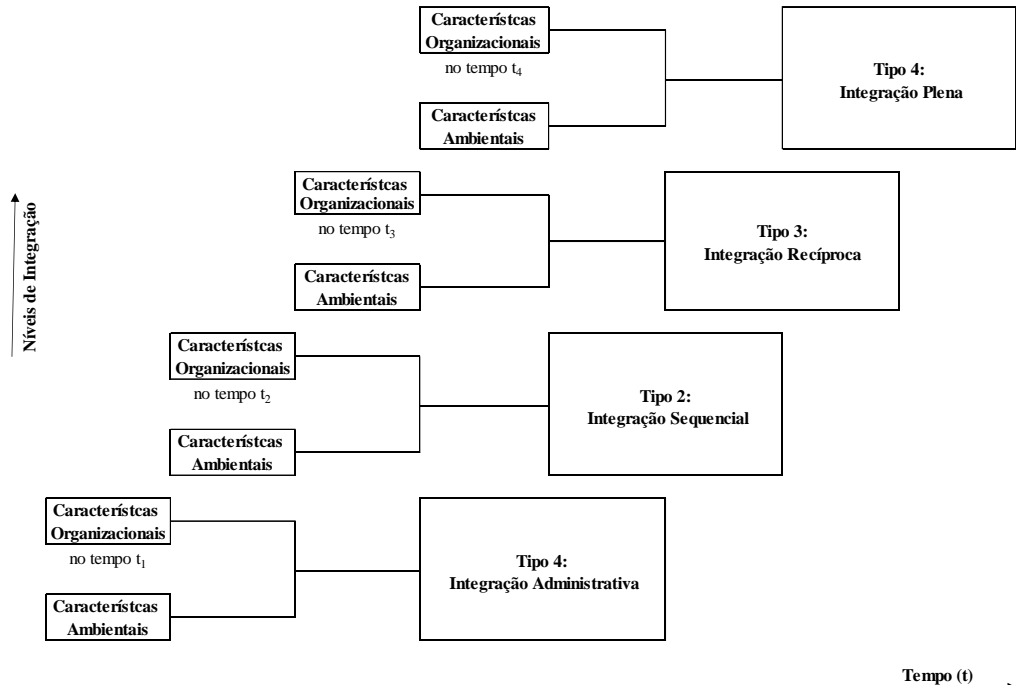 Característcas
Organizacionais
no tempo t₄
Característcas
Ambientais
Tipo 4:
Integração Plena
Característcas
Organizacionais
no tempo t₃
Característcas
Ambientais
Tipo 3:
Integração Recíproca
Níveis de Integração
Característcas
Organizacionais
no tempo t₂
Característcas
Ambientais
Tipo 2:
Integração Sequencial
Característcas
Organizacionais
no tempo t₁
Característcas
Ambientais
Tipo 4:
Integração Administrativa
Tempo (t)